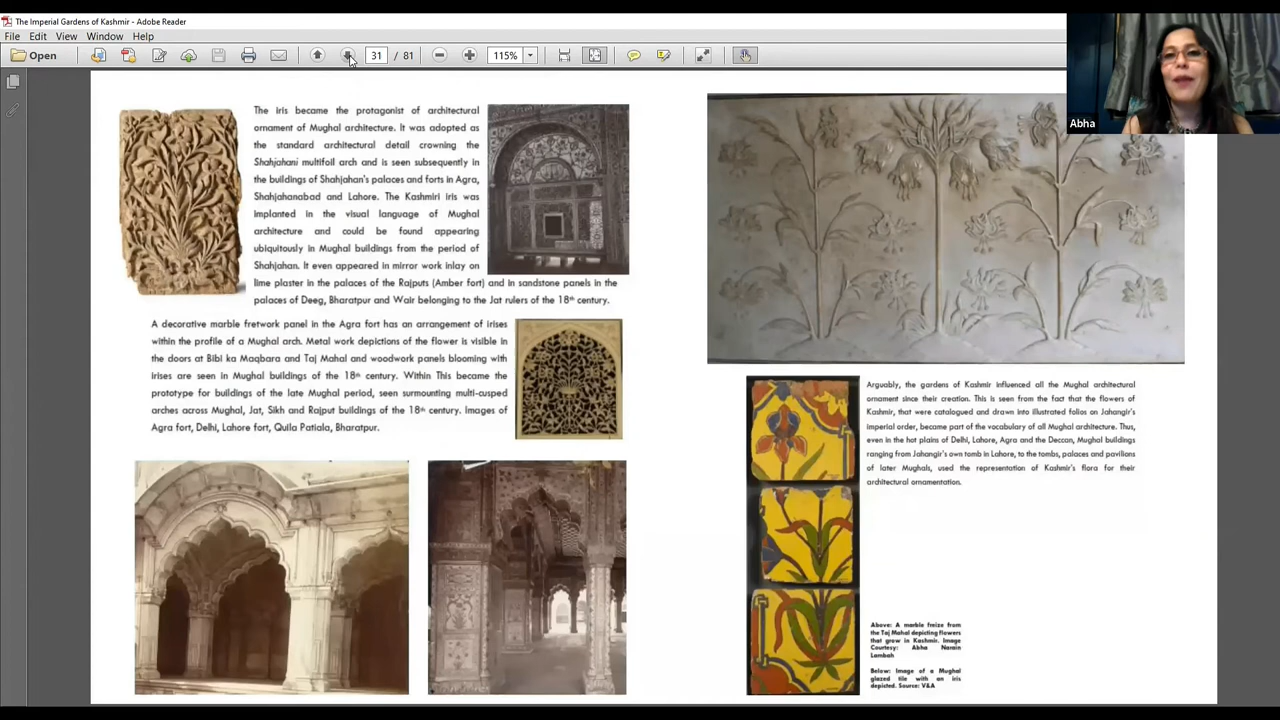 The Imperial Gardens of Kashmir - Adobe Reader
File Edit View Window Help
Open
31 / 81
115%
Abha
The iris became the protagonist of architectural
ornament of Mughal architecture. It was adopted as
the standard architectural detail crowning the
Shahjahani multifoil arch and is seen subsequently in
the buildings of Shahjahan's palaces and forts in Agra,
Shahjahanabad and Lahore. The Kashmiri iris was
implanted in the visual language of Mughal
architecture and could be found appearing
ubiquitously in Mughal buildings from the period of
Shahjahan. It even appeared in mirror work inlay on
lime plaster in the palaces of the Rajputs (Amber fort) and in sandstone panels in the
palaces of Deeg, Bharatpur and Wair belonging to the Jat rulers of the 18th century.
A decorative marble fretwork panel in the Agra fort has an arrangement of irises
within the profile of a Mughal arch. Metal work depictions of the flower is visible in
the doors at Bibi ka Maqbara and Taj Mahal and woodwork panels blooming with
irises are seen in Mughal buildings of the 18th century. Within This became the
prototype for buildings of the late Mughal period, seen surmounting multi-cusped
arches across Mughal, Jat, Sikh and Rajput buildings of the 18th century. Images of
Agra fort, Delhi, Lahore fort, Quila Patiala, Bharatpur.
Arguably, the gardens of Kashmir influenced all the Mughal architectural
ornament since their creation. This is seen from the fact that the flowers of
Kashmir, that were catalogued and drawn into illustrated folios on Jahangir's
imperial order, became part of the vocabulary of all Mughal architecture. Thus,
even in the hot plains of Delhi, Lahore, Agra and the Deccan, Mughal buildings
ranging from Jahangir's own tomb in Lahore, to the tombs, palaces and pavilions
of later Mughals, used the representation of Kashmir's flora for their
architectural ornamentation.
Above: A marble freize from
the Taj Mahal depicting flowers
that grow in Kashmir. Image
Courtesy: Abha Narain
Lambah
Below: Image of a Mughal
glazed tile with an iris
depicted. Source: V&A